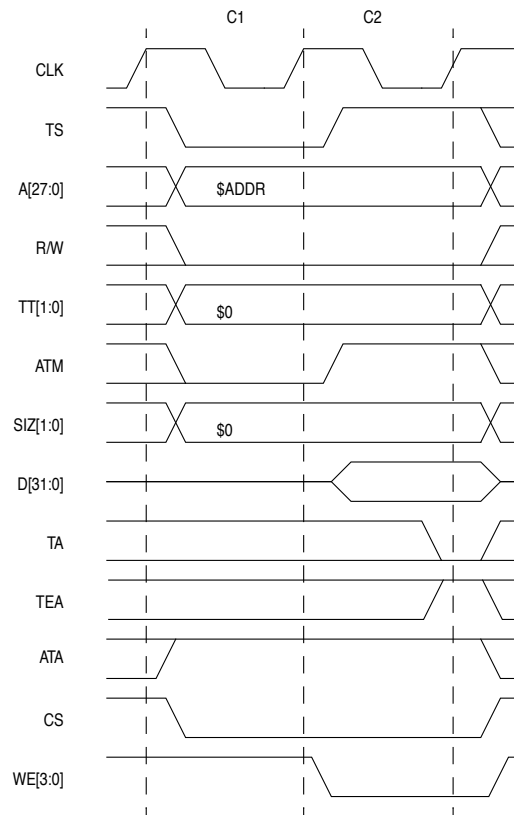 C1 C2
CLK
TS
A[27:0] $ADDR
R/W
TT[1:0] $0
ATM
SIZ[1:0] $0
D[31:0]
TA
TEA
ATA
CS
WE[3:0]